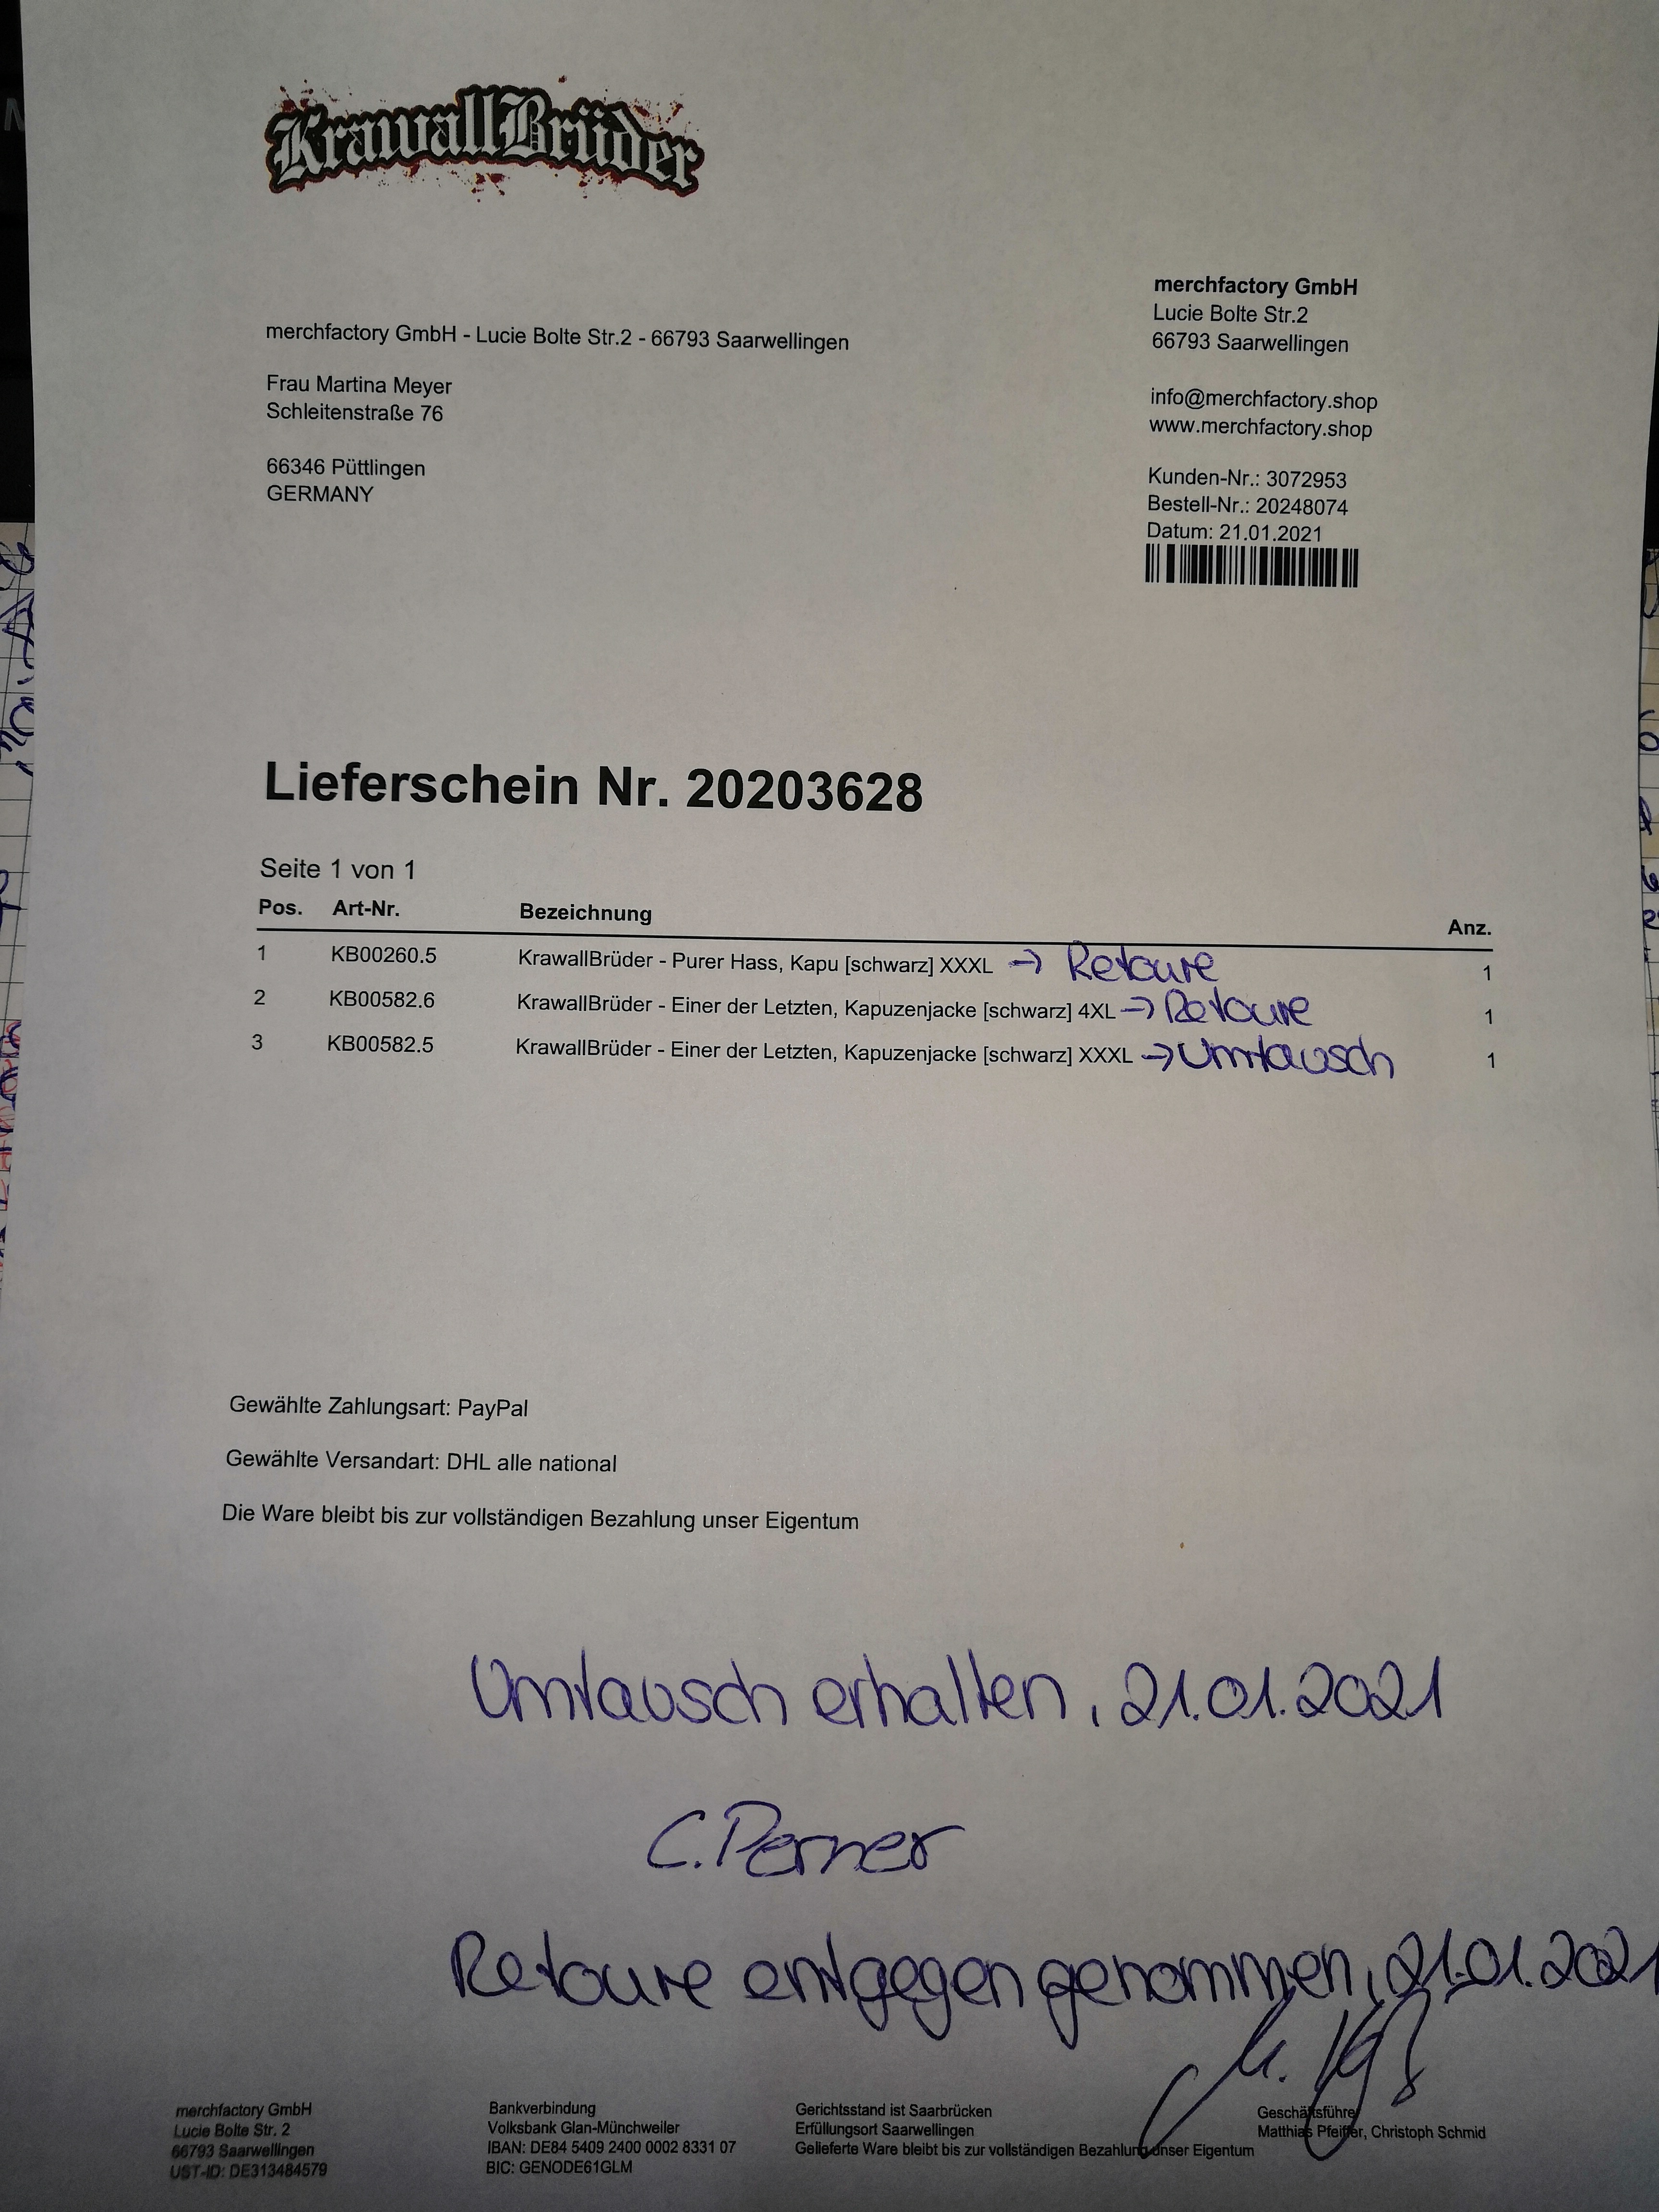 KrawallBrüder
merchfactory GmbH
Lucie Bolte Str.2
66793 Saarwellingen
info@merchfactory.shop
www.merchfactory.shop
Kunden-Nr.: 3072953
Bestell-Nr.: 20248074
Datum: 21.01.2021
merchfactory GmbH - Lucie Bolte Str.2 - 66793 Saarwellingen
Frau Martina Meyer
Schleitenstraße 76
66346 Püttlingen
GERMANY
Lieferschein Nr. 20203628
Seite 1 von 1
Pos. Art-Nr. Bezeichnung Anz.
1 KB00260.5 KrawallBrüder - Purer Hass, Kapu [schwarz] XXXL → Retoure 1
2 KB00582.6 KrawallBrüder - Einer der Letzten, Kapuzenjacke [schwarz] 4XL → Retoure 1
3 KB00582.5 KrawallBrüder - Einer der Letzten, Kapuzenjacke [schwarz] XXXL → Umtausch 1
Gewählte Zahlungsart: PayPal
Gewählte Versandart: DHL alle national
Die Ware bleibt bis zur vollständigen Bezahlung unser Eigentum
Umtausch erhalten, 21.01.2021
C. Perner
Retoure entgegen genommen, 21.01.2021
merchfactory GmbH
Lucie Bolte Str. 2
66793 Saarwellingen
UST-ID: DE313484579
Bankverbindung
Volksbank Glan-Münchweiler
IBAN: DE84 5409 2400 0002 8331 07
BIC: GENODE61GLM
Gerichtsstand ist Saarbrücken
Erfüllungsort Saarwellingen
Gelieferte Ware bleibt bis zur vollständigen Bezahlung unser Eigentum
Geschäftsführer
Matthias Pfeiffer, Christoph Schmid